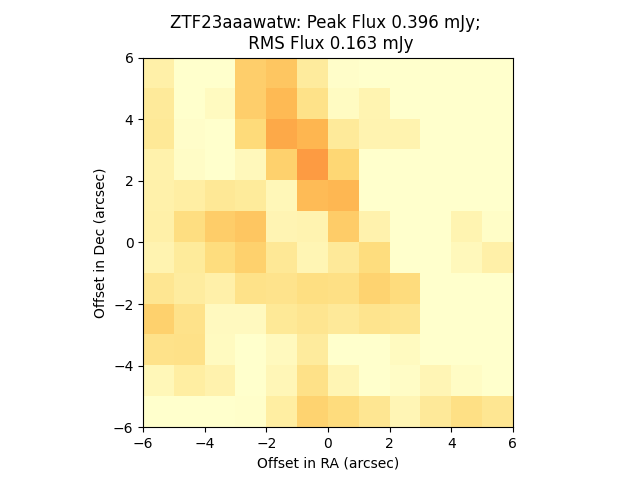 ZTF23aaawatw: Peak Flux 0.396 mJy;
RMS Flux 0.163 mJy
6
4
2
0
−2
−4
−6
Offset in Dec (arcsec)
−6 −4 −2 0 2 4 6
Offset in RA (arcsec)